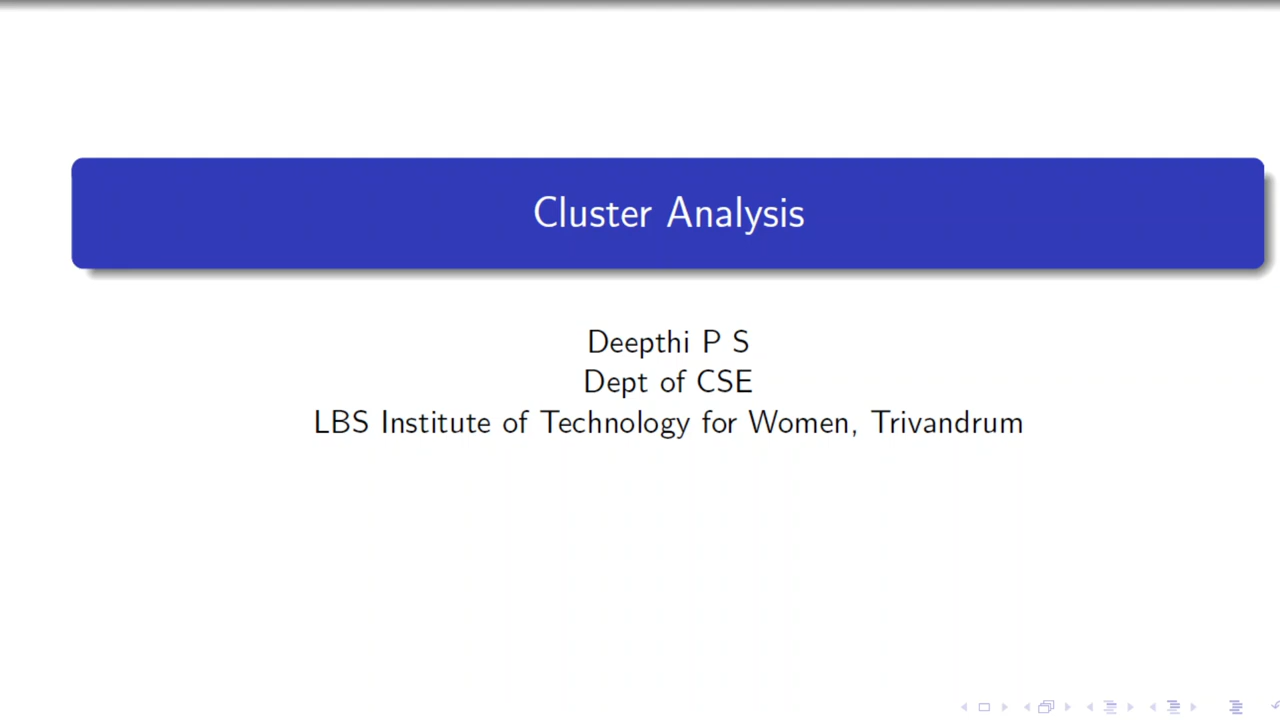 Cluster Analysis
Deepthi P S
Dept of CSE
LBS Institute of Technology for Women, Trivandrum